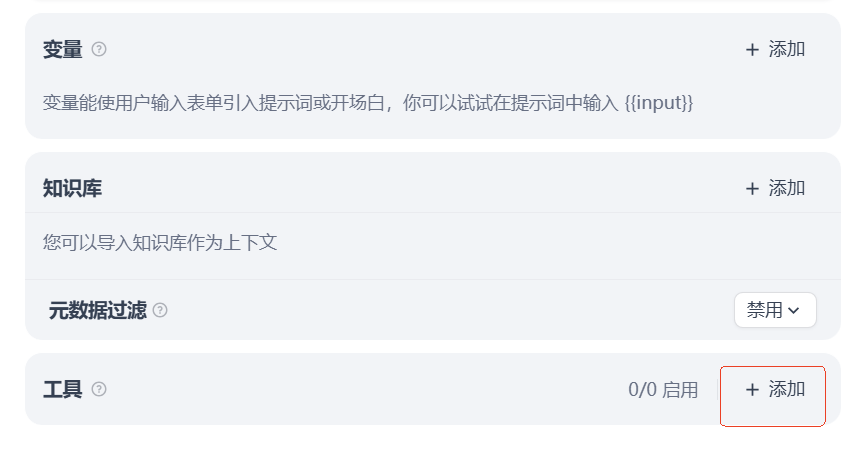 变量 ? + 添加
变量能使用户输入表单引入提示词或开场白，你可以试试在提示词中输入 {{input}}
知识库 + 添加
您可以导入知识库作为上下文
元数据过滤 ? 禁用
工具 ? 0/0 启用 + 添加